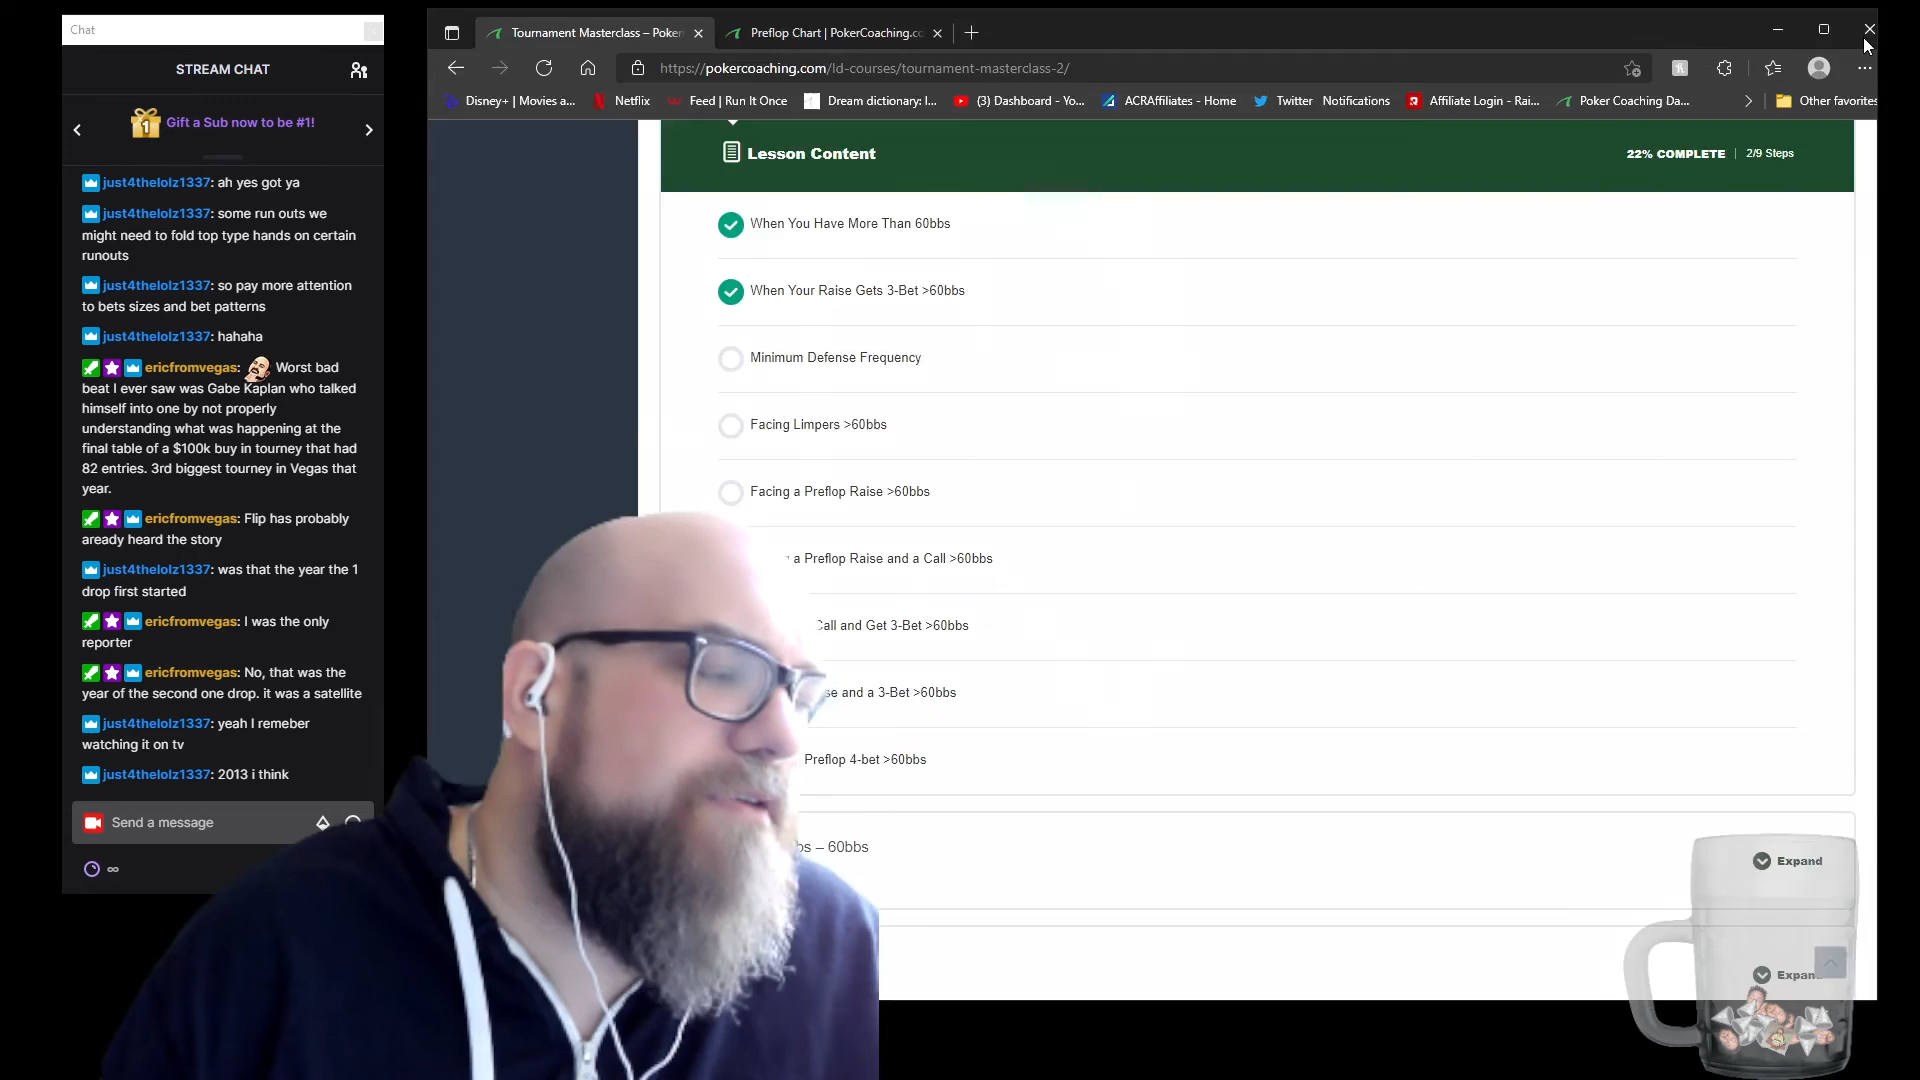 Chat
STREAM CHAT
1
Gift a Sub now to be #1!
just4thelolz1337: ah yes got ya
just4thelolz1337: some run outs we
might need to fold top type hands on certain
runouts
just4thelolz1337: so pay more attention
to bets sizes and bet patterns
just4thelolz1337: hahaha
ericfromvegas: Worst bad
beat I ever saw was Gabe Kaplan who talked
himself into one by not properly
understanding what was happening at the
final table of a $100k buy in tourney that had
82 entries. 3rd biggest tourney in Vegas that
year.
ericfromvegas: Flip has probably
aready heard the story
just4thelolz1337: was that the year the 1
drop first started
ericfromvegas: I was the only
reporter
ericfromvegas: No, that was the
year of the second one drop. it was a satellite
just4thelolz1337: yeah I remeber
watching it on tv
just4thelolz1337: 2013 i think
Send a message
∞
Tournament Masterclass – Poker
Preflop Chart | PokerCoaching.co
https://pokercoaching.com/ld-courses/tournament-masterclass-2/
Disney+ | Movies a...
Netflix
Feed | Run It Once
Dream dictionary: I...
(3) Dashboard - Yo...
ACRAffiliates - Home
Twitter
Notifications
Affiliate Login - Rai...
Poker Coaching Da...
Other favorites
Lesson Content
22% COMPLETE | 2/9 Steps
When You Have More Than 60bbs
When Your Raise Gets 3-Bet >60bbs
Minimum Defense Frequency
Facing Limpers >60bbs
Facing a Preflop Raise >60bbs
a Preflop Raise and a Call >60bbs
Call and Get 3-Bet >60bbs
se and a 3-Bet >60bbs
Preflop 4-bet >60bbs
bs – 60bbs
Expand
Expand